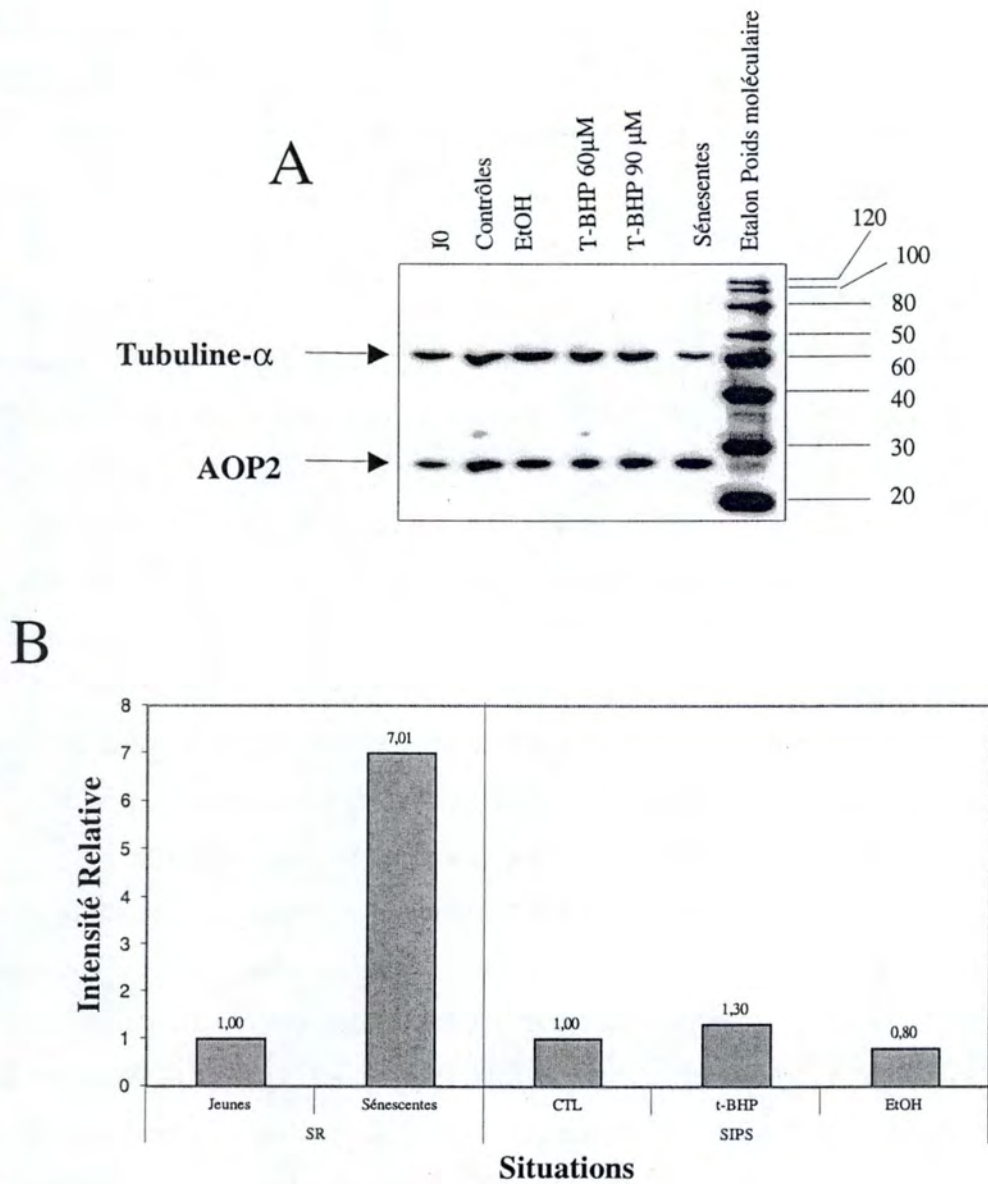 A
J0
Contrôles
EtOH
T-BHP 60µM
T-BHP 90 µM
Sénesentes
Etalon Poids moléculaire
120
100
80
50
60
40
30
20
Tubuline-α
AOP2
B
Intensité Relative
8
7
6
5
4
3
2
1
0
1,00
7,01
1,00
1,30
0,80
Jeunes
Sénescentes
CTL
t-BHP
EtOH
SR
SIPS
Situations